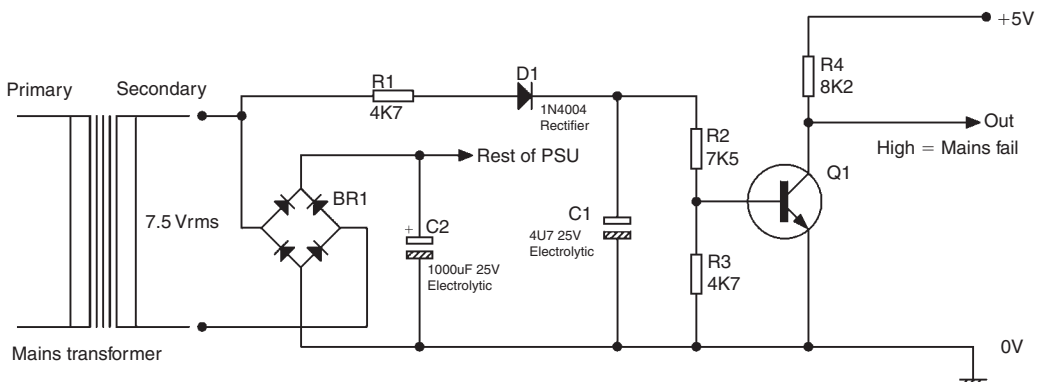 +5V
R4
8K2
Primary
Secondary
R1
4K7
D1
1N4004
Rectifier
Out
High = Mains fail
Rest of PSU
R2
7K5
Q1
BR1
7.5 Vrms
+
C2
1000uF 25V
Electrolytic
C1
4U7 25V
Electrolytic
R3
4K7
Mains transformer
0V